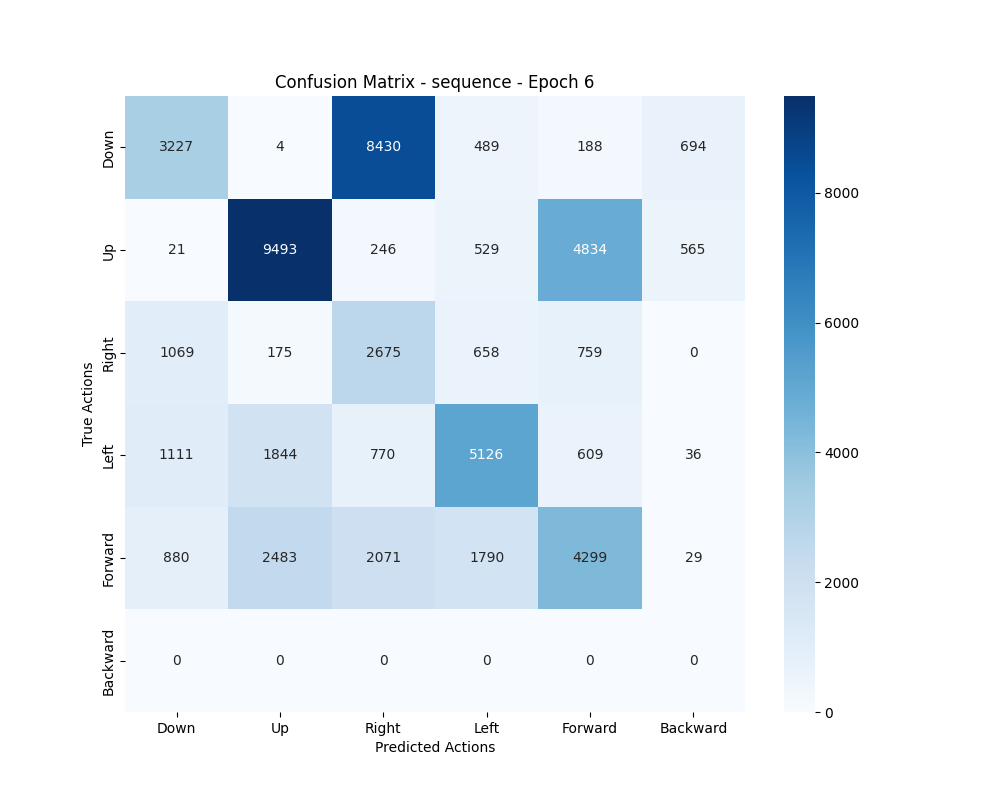 Confusion Matrix - sequence - Epoch 6
True Actions
Down 3227 4 8430 489 188 694
Up 21 9493 246 529 4834 565
Right 1069 175 2675 658 759 0
Left 1111 1844 770 5126 609 36
Forward 880 2483 2071 1790 4299 29
Backward 0 0 0 0 0 0
Down Up Right Left Forward Backward
Predicted Actions
8000
6000
4000
2000
0